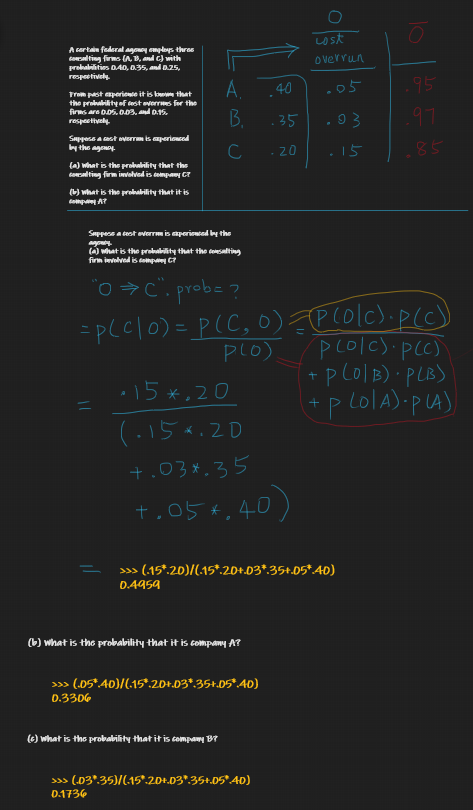 A certain federal agency employs three
consulting firms (A, B, and C) with
probabilities 0.40, 0.35, and 0.25,
respectively.
From past experience it is known that
the probability of cost overruns for the
firms are 0.05, 0.03, and 0.15,
respectively.
Suppose a cost overrun is experienced
by the agency.
(a) What is the probability that the
consulting firm involved is company C?
(b) What is the probability that it is
company A?
O
cost
overrun
Ō
A. .40 .05 .95
B. .35 .03 .97
C .20 .15 .85
Suppose a cost overrun is experienced by the
agency.
(a) What is the probability that the consulting
firm involved is company C?
"O ⇒ C". prob = ?
= p(C|O) = p(C, O) / p(O) = p(O|C)·p(C) /
p(O|C)·p(C)
+ p(O|B)·p(B)
+ p(O|A)·p(A)
= .15*.20 /
(.15*.20
+.03*.35
+.05*.40)
= >>> (.15*.20)/(.15*.20+.03*.35+.05*.40)
0.4959
(b) What is the probability that it is company A?
>>> (.05*.40)/(.15*.20+.03*.35+.05*.40)
0.3306
(c) What is the probability that it is company B?
>>> (.03*.35)/(.15*.20+.03*.35+.05*.40)
0.1736